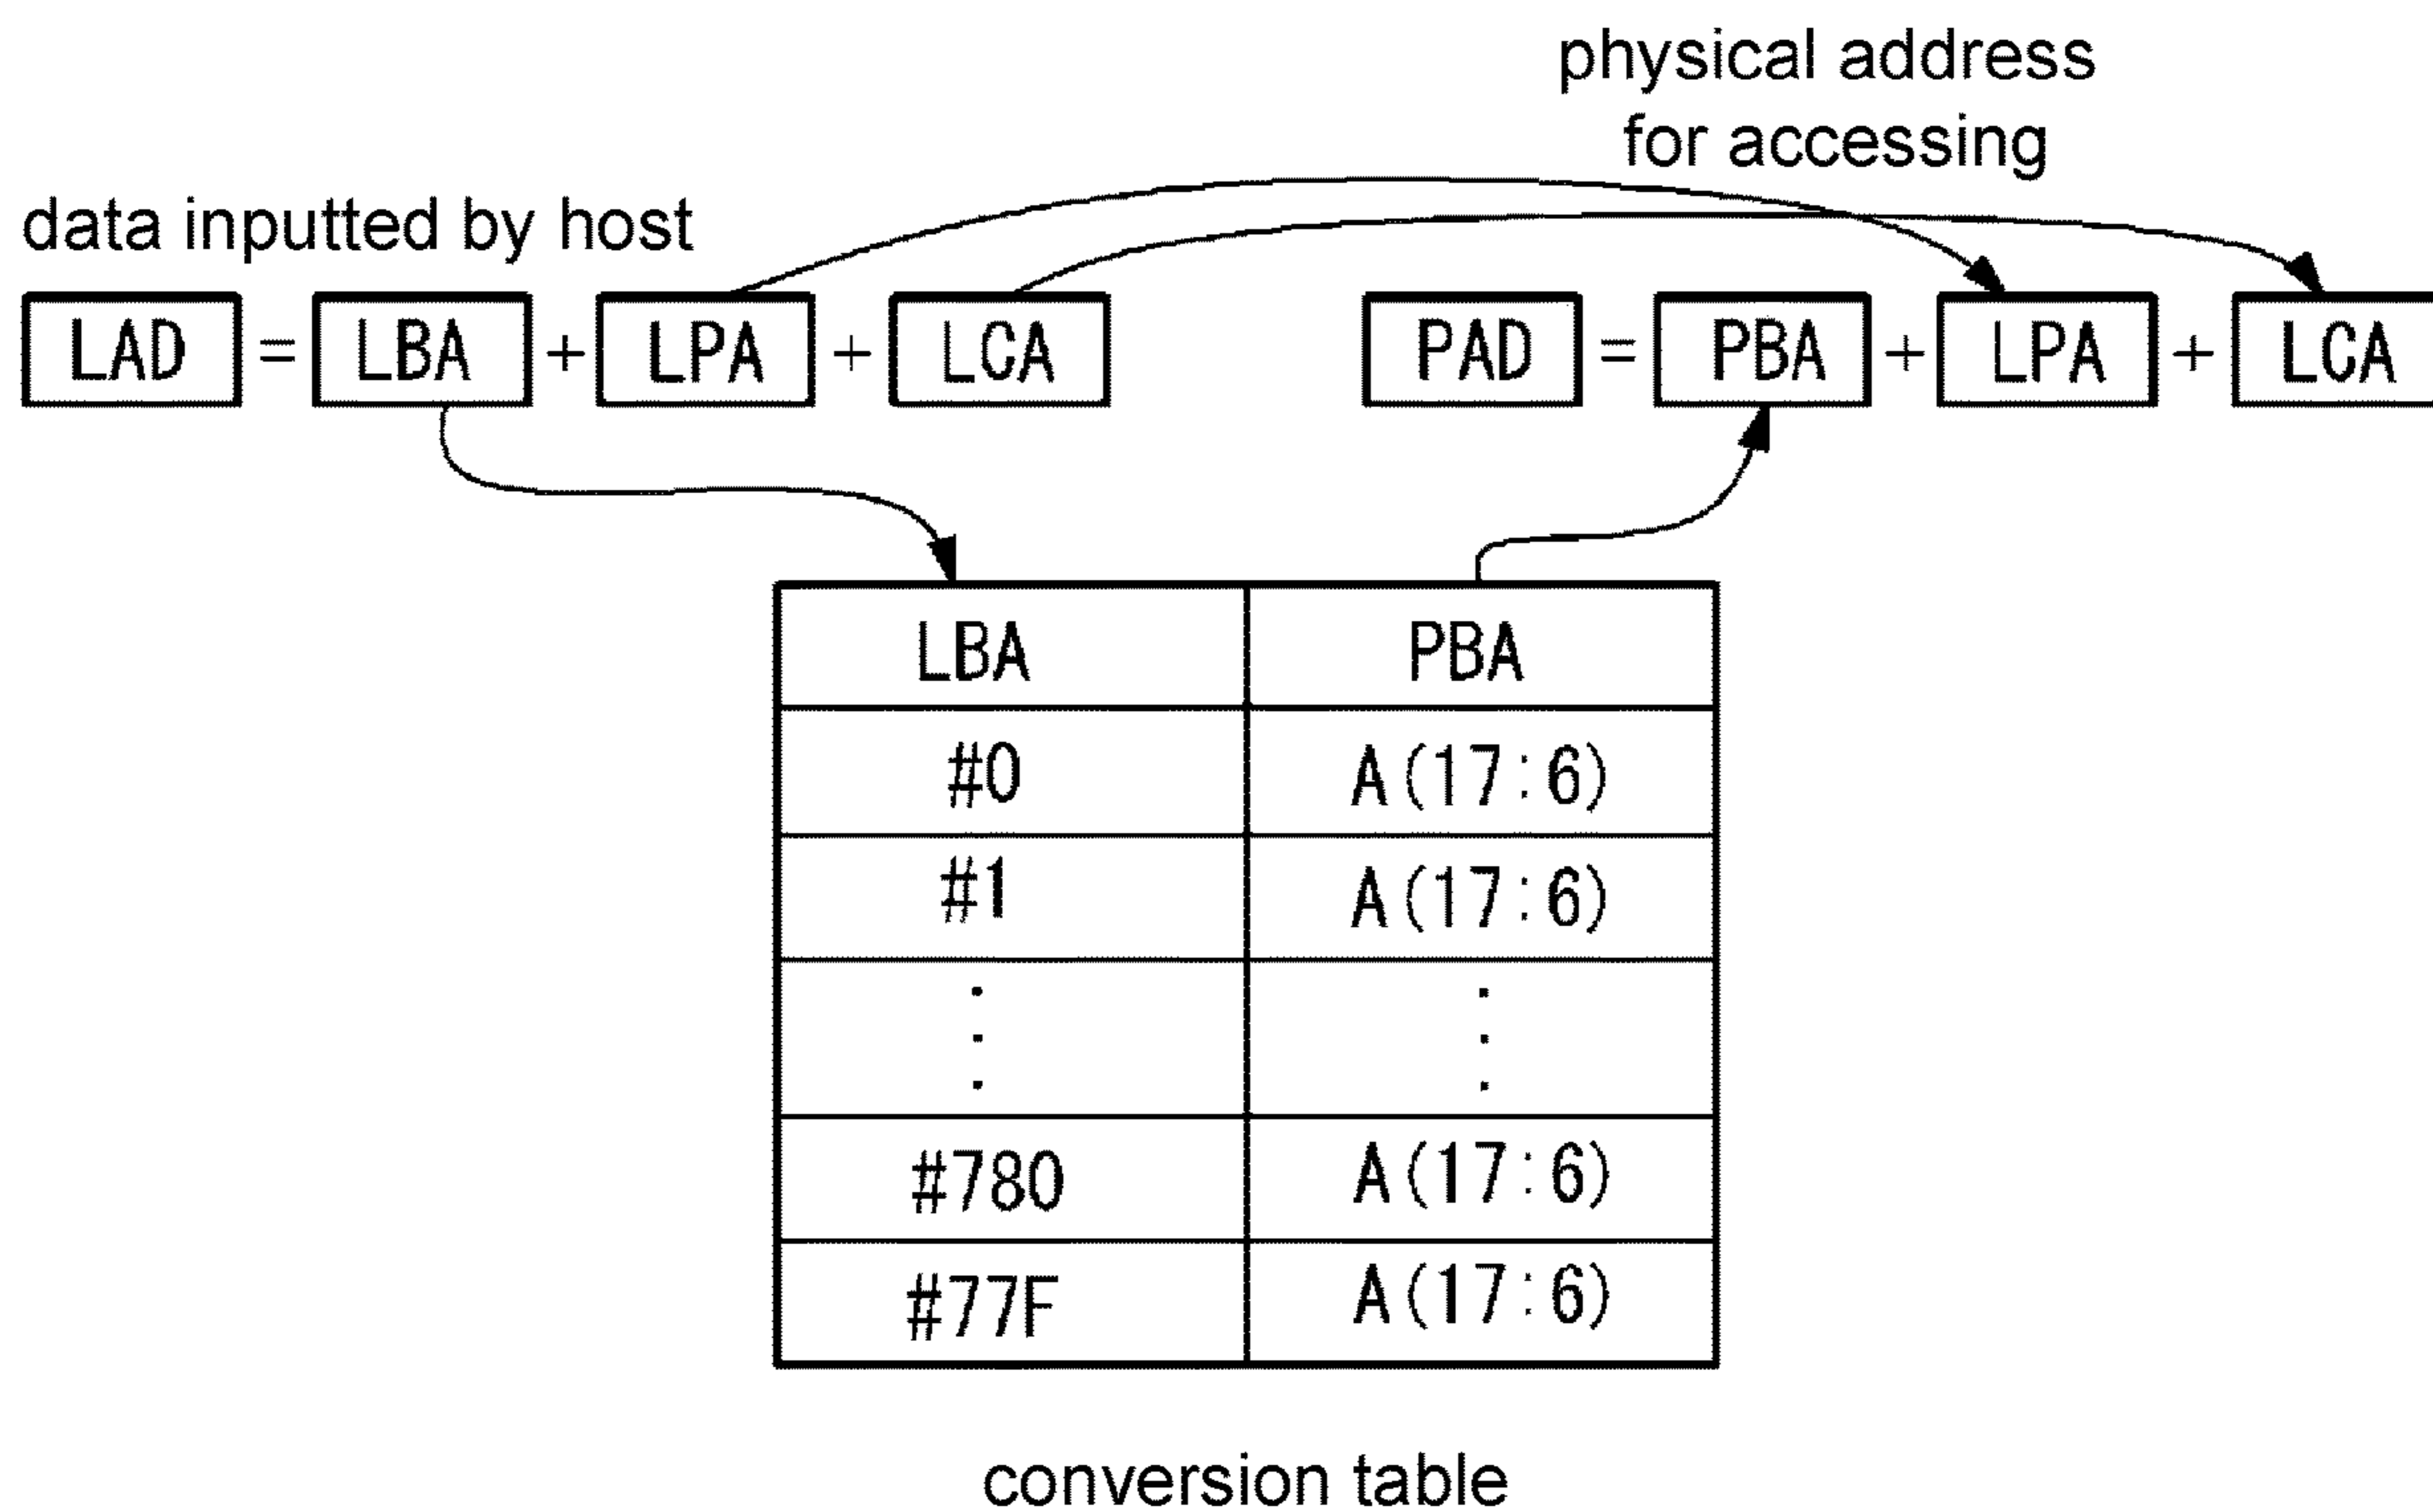 physical address
for accessing
data inputted by host
LAD = LBA + LPA + LCA
PAD = PBA + LPA + LCA
LBA PBA
#0 A(17:6)
#1 A(17:6)
#780 A(17:6)
#77F A(17:6)
conversion table